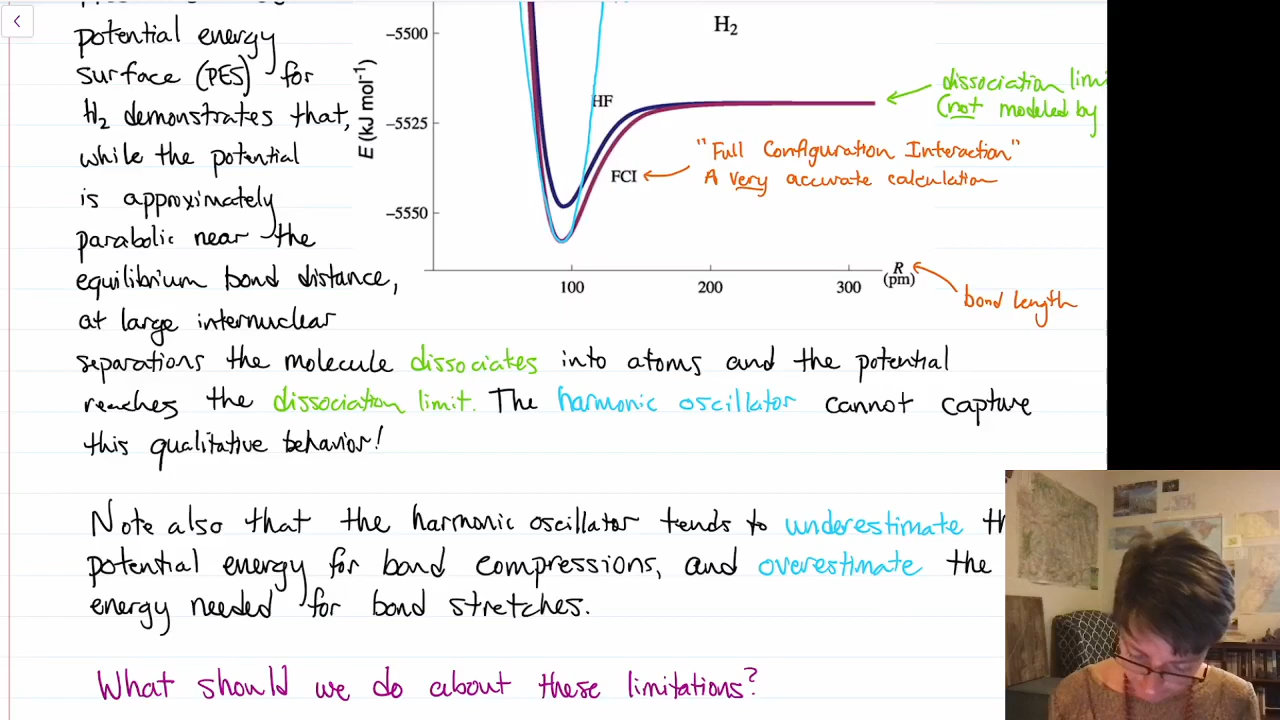 potential energy
surface (PES) for
H₂ demonstrates that,
while the potential
is approximately
parabolic near the
equilibrium bond distance,
at large internuclear
separations the molecule dissociates into atoms and the potential
reaches the dissociation limit. The harmonic oscillator cannot capture
this qualitative behavior!
E (kJ mol⁻¹)
−5500
−5525
−5550
H₂
HF
FCI
"Full Configuration Interaction"
A very accurate calculation
dissociation
(not modeled by
100
200
300
R
(pm)
bond length
Note also that the harmonic oscillator tends to underestimate
potential energy for bond compressions, and overestimate the
energy needed for bond stretches.
What should we do about these limitations?